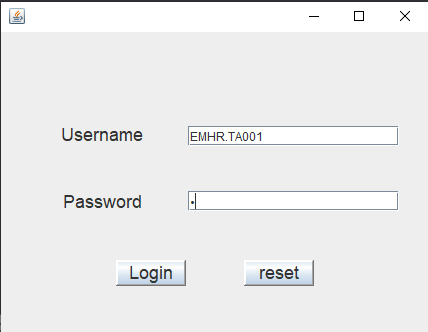 Username EMHR.TA001
Password •
Login reset